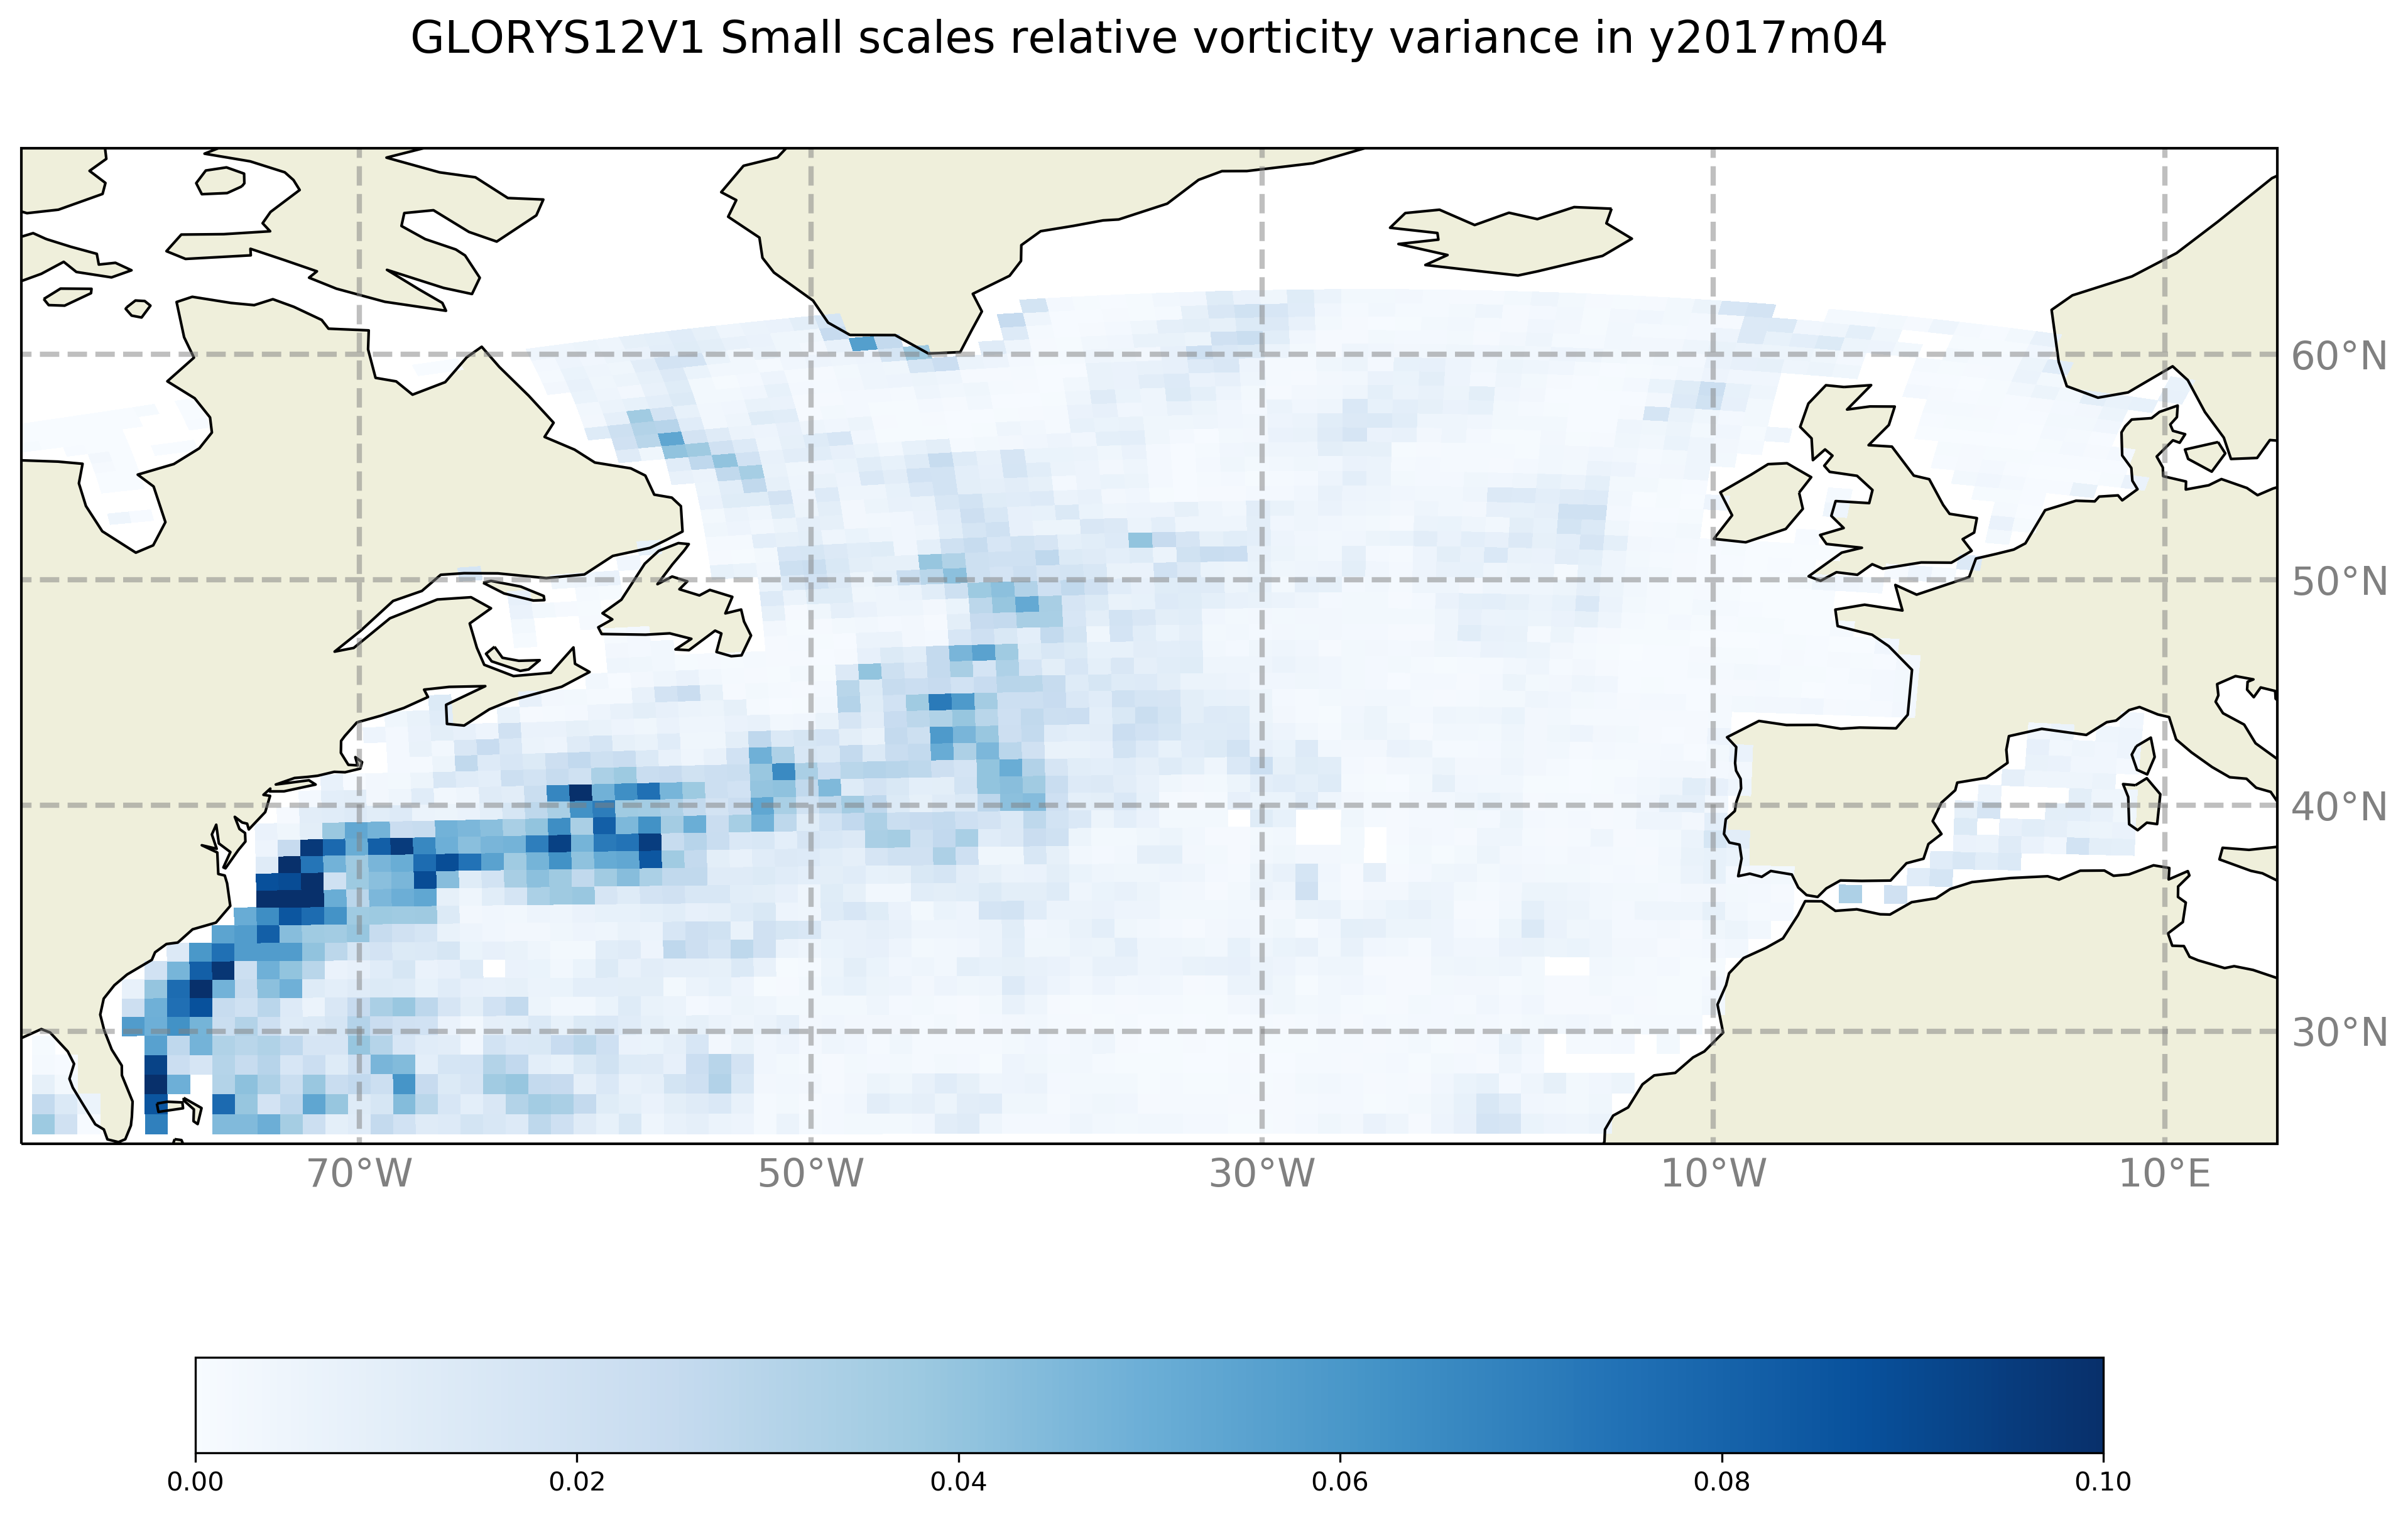 GLORYS12V1 Small scales relative vorticity variance in y2017m04
60°N
50°N
40°N
30°N
70°W 50°W 30°W 10°W 10°E
0.00 0.02 0.04 0.06 0.08 0.10